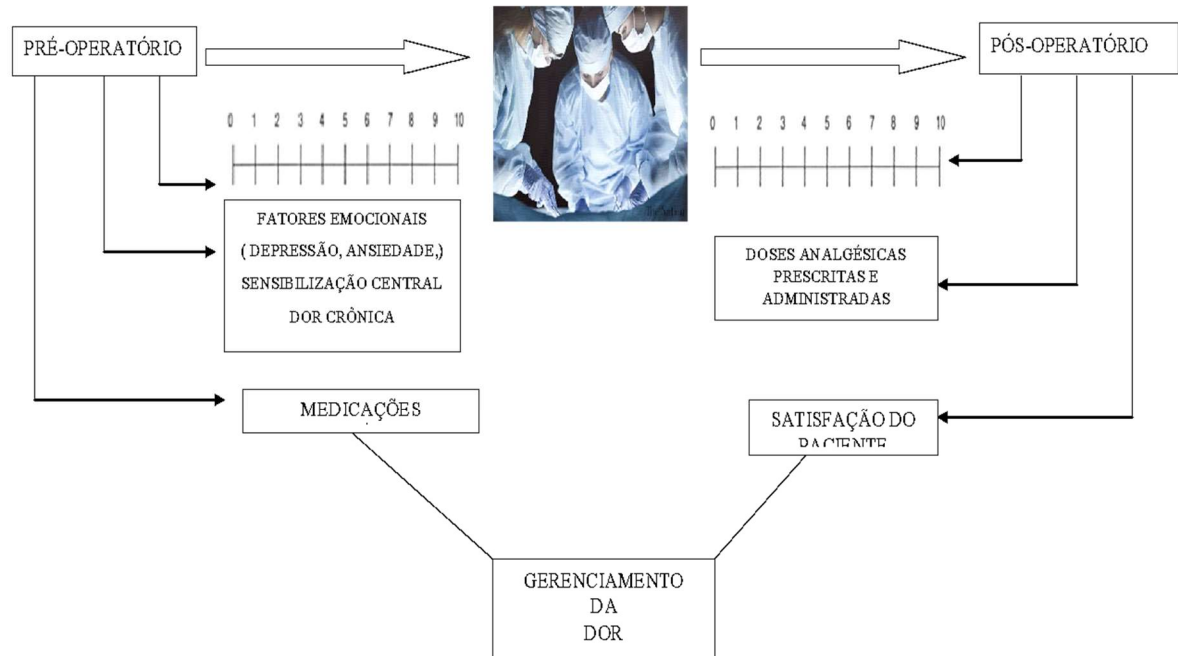 PRÉ-OPERATÓRIO
PÓS-OPERATÓRIO
0 1 2 3 4 5 6 7 8 9 10
0 1 2 3 4 5 6 7 8 9 10
FATORES EMOCIONAIS
( DEPRESSÃO, ANSIEDADE,)
SENSIBILIZAÇÃO CENTRAL
DOR CRÔNICA
DOSES ANALGÉSICAS
PRESCRITAS E
ADMINISTRADAS
MEDICAÇÕES
SATISFAÇÃO DO
PACIENTE
GERENCIAMENTO
DA
DOR